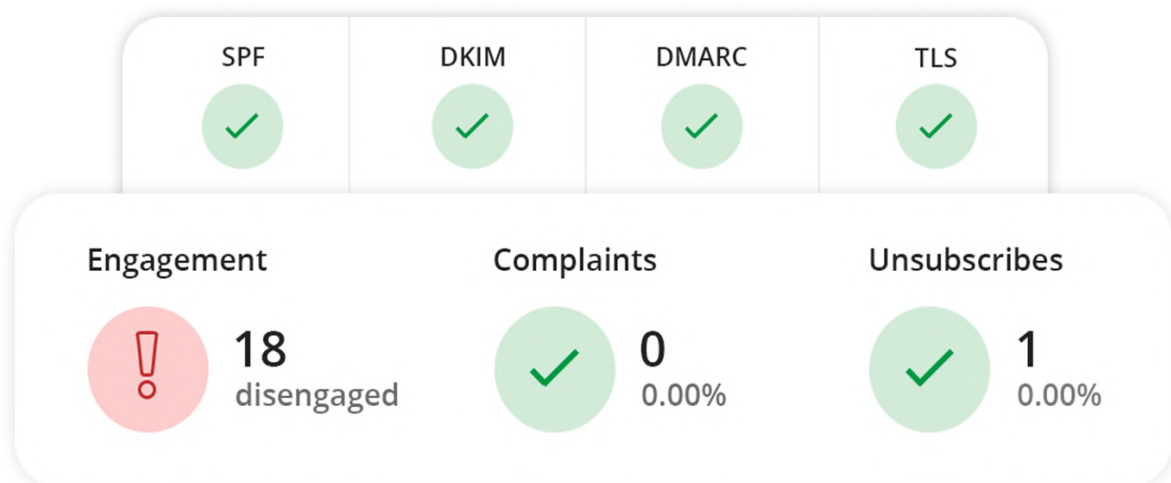 SPF DKIM DMARC TLS
Engagement Complaints Unsubscribes
18 0 1
disengaged 0.00% 0.00%